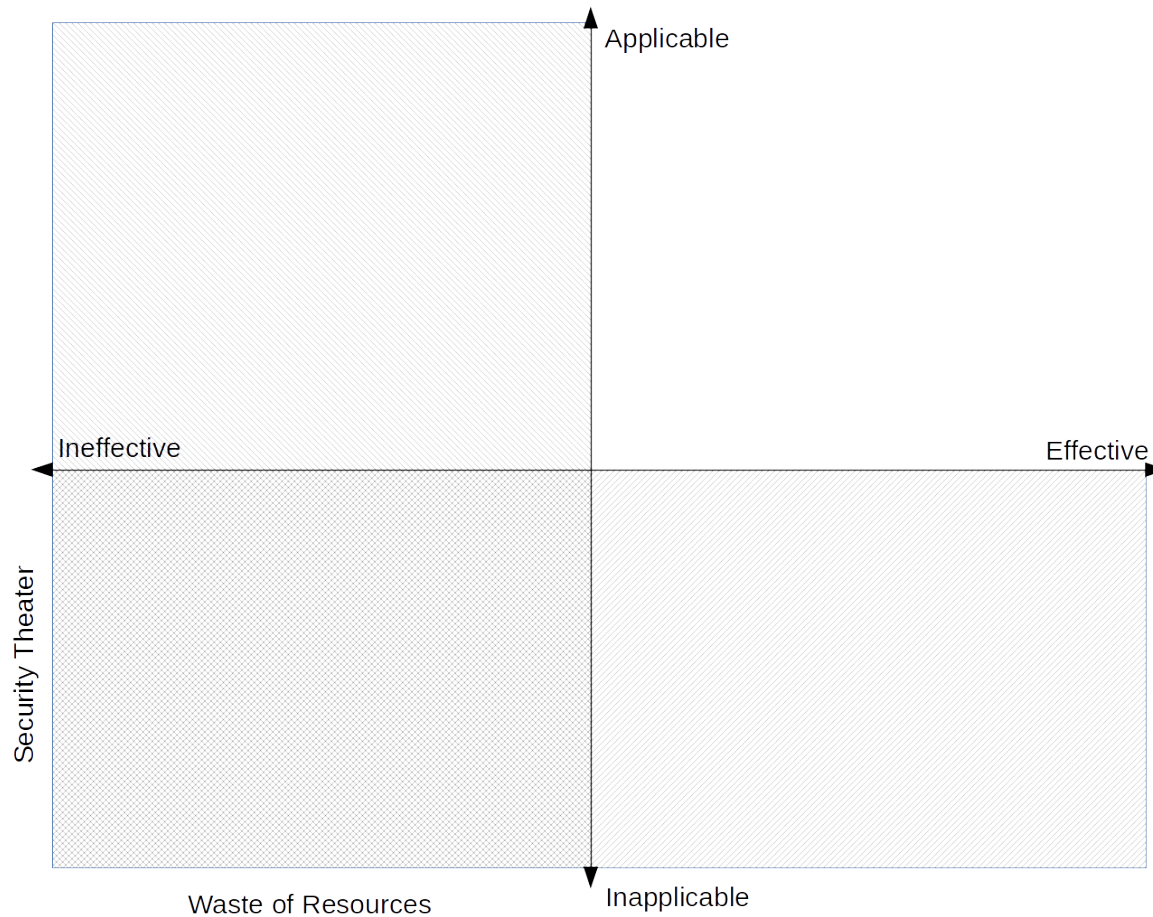 Applicable
Ineffective
Effective
Security Theater
Inapplicable
Waste of Resources